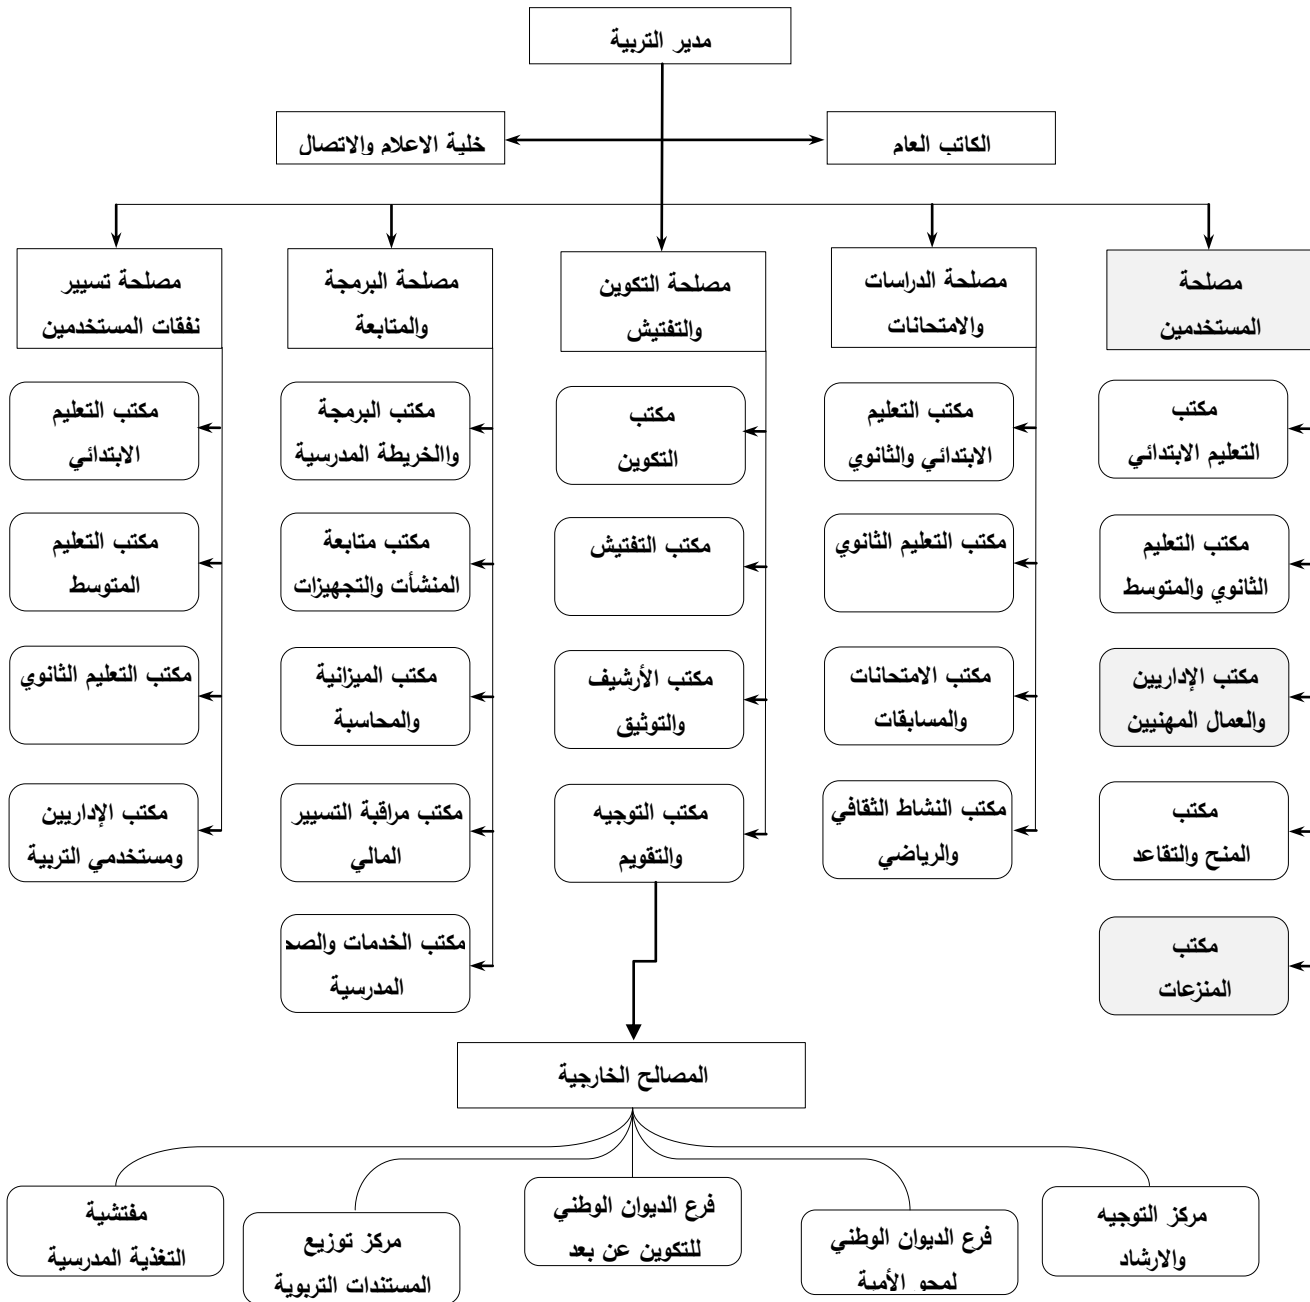 مدير التربية
الكاتب العام
خلية الاعلام والاتصال
مصلحة
المستخدمين
مصلحة الدراسات
والامتحانات
مصلحة التكوين
والتفتيش
مصلحة البرمجة
والمتابعة
مصلحة تسيير
نفقات المستخدمين
مكتب
التعليم الابتدائي
مكتب التعليم
الابتدائي والثانوي
مكتب
التكوين
مكتب البرمجة
واالخريطة المدرسية
مكتب التعليم
الابتدائي
مكتب التعليم
الثانوي والمتوسط
مكتب التعليم الثانوي
مكتب التفتيش
مكتب متابعة
المنشأت والتجهيزات
مكتب التعليم
المتوسط
مكتب الإداريين
والعمال المهنيين
مكتب الامتحانات
والمسابقات
مكتب الأرشيف
والتوثيق
مكتب الميزانية
والمحاسبة
مكتب التعليم الثانوي
مكتب
المنح والتقاعد
مكتب النشاط الثقافي
والرياضي
مكتب التوجيه
والتقويم
مكتب مراقبة التسيير
المالي
مكتب الإداريين
ومستخدمي التربية
مكتب
المنزعات
مكتب الخدمات والصح
المدرسية
المصالح الخارجية
مركز التوجيه
والارشاد
فرع الديوان الوطني
لمحو الأمية
فرع الديوان الوطني
للتكوين عن بعد
مركز توزيع
المستندات التربوية
مفتشية
التغذية المدرسية